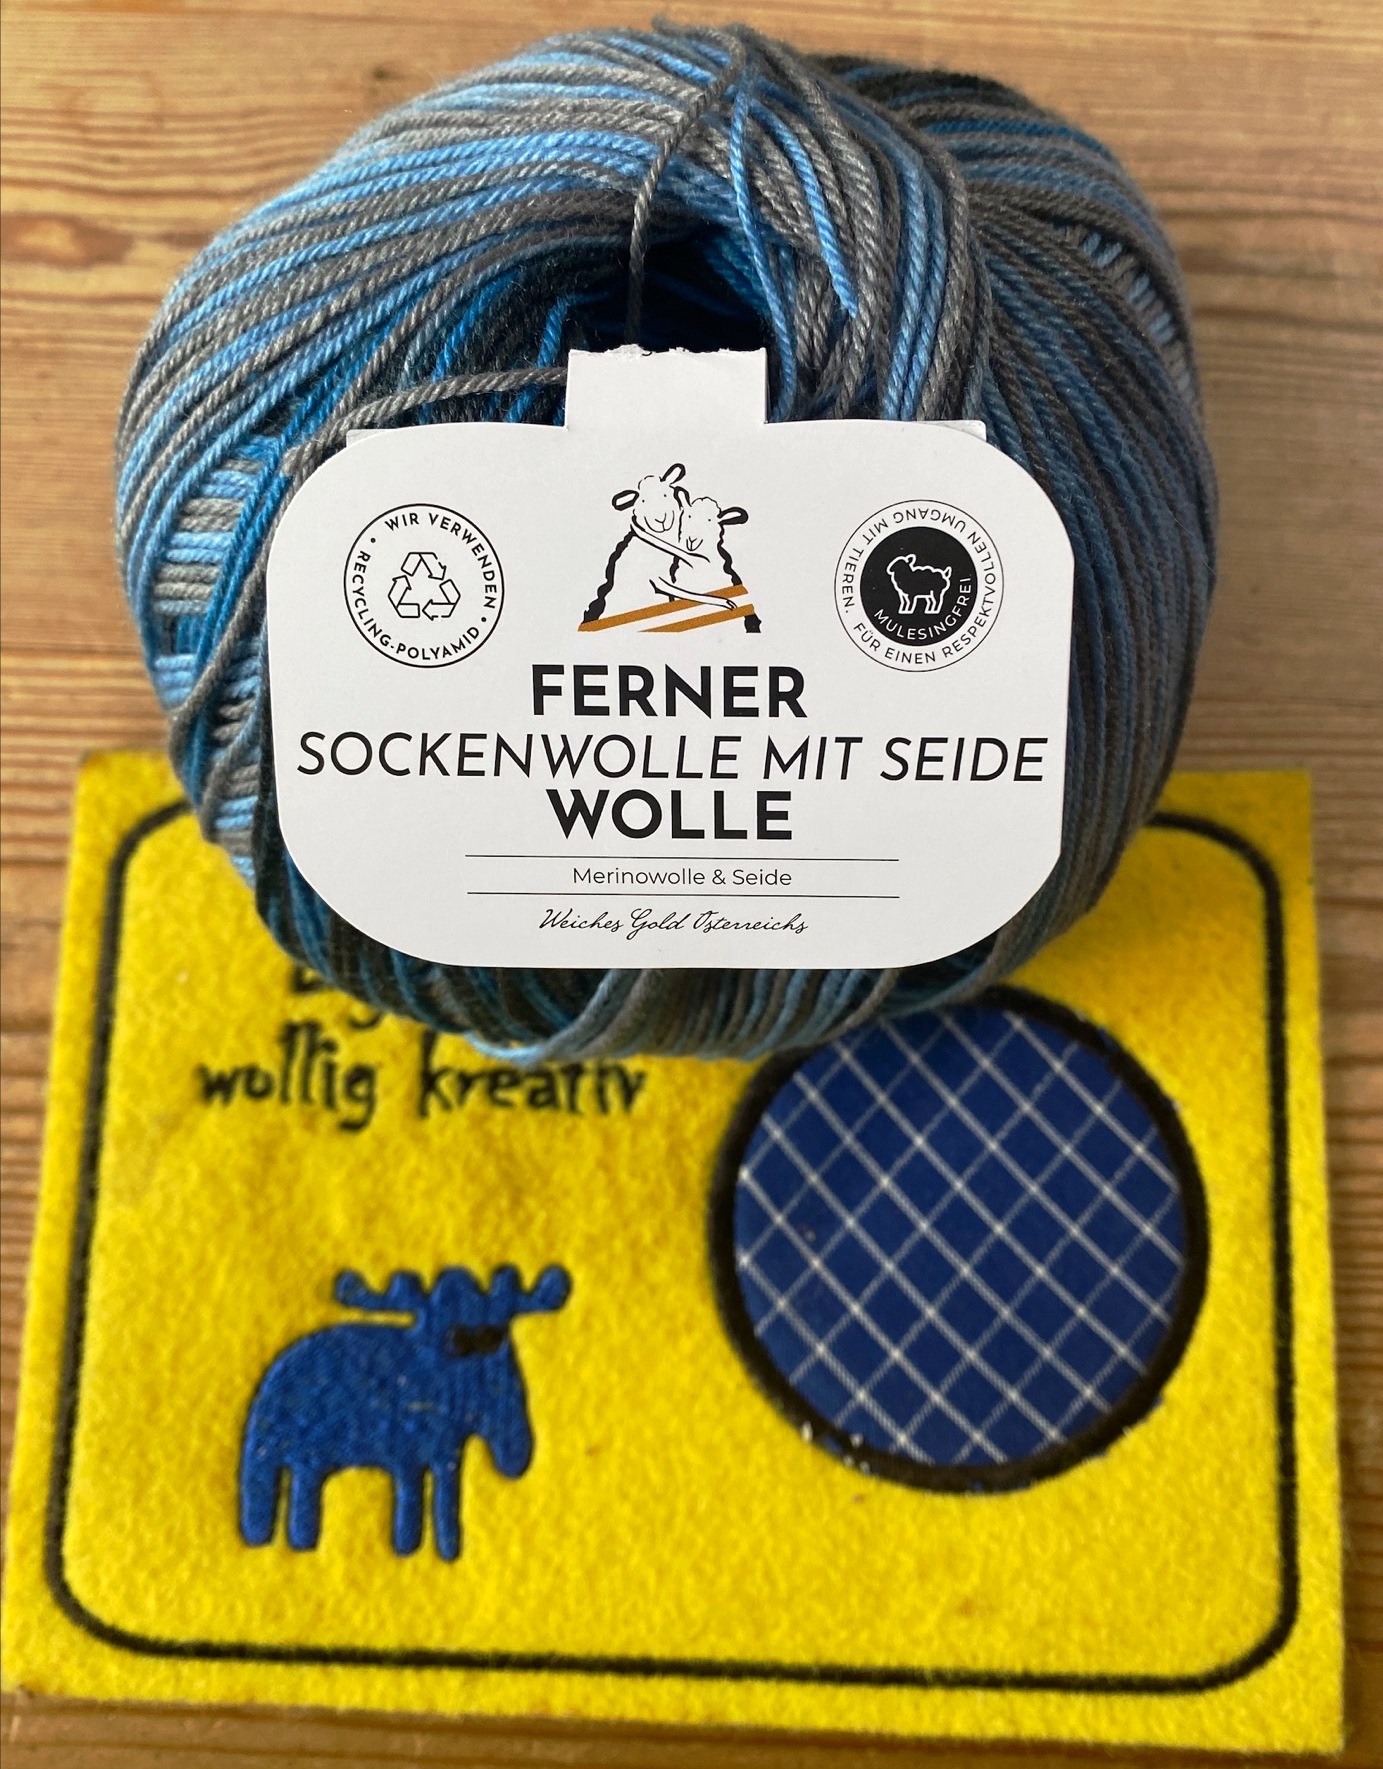 • WIR VERWENDEN •
RECYCLING-POLYAMID
FÜR EINEN RESPEKTVOLLEN UMGANG MIT TIEREN.
MULESINGFREI
FERNER
SOCKENWOLLE MIT SEIDE
WOLLE
Merinowolle & Seide
Weiches Gold Österreichs
wollig kreativ